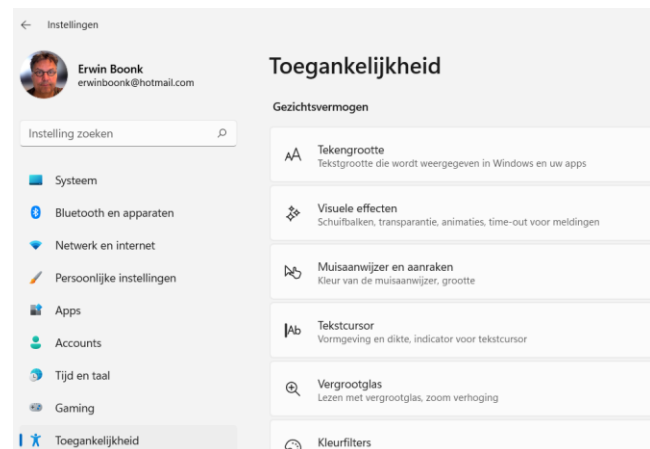 Instellingen
Erwin Boonk
erwinboonk@hotmail.com
Instelling zoeken
Systeem
Bluetooth en apparaten
Netwerk en internet
Persoonlijke instellingen
Apps
Accounts
Tijd en taal
Gaming
Toegankelijkheid
Toegankelijkheid
Gezichtsvermogen
AA Tekengrootte
Tekstgrootte die wordt weergegeven in Windows en uw apps
Visuele effecten
Schuifbalken, transparantie, animaties, time-out voor meldingen
Muisaanwijzer en aanraken
Kleur van de muisaanwijzer, grootte
Ab Tekstcursor
Vormgeving en dikte, indicator voor tekstcursor
Vergrootglas
Lezen met vergrootglas, zoom verhoging
Kleurfilters